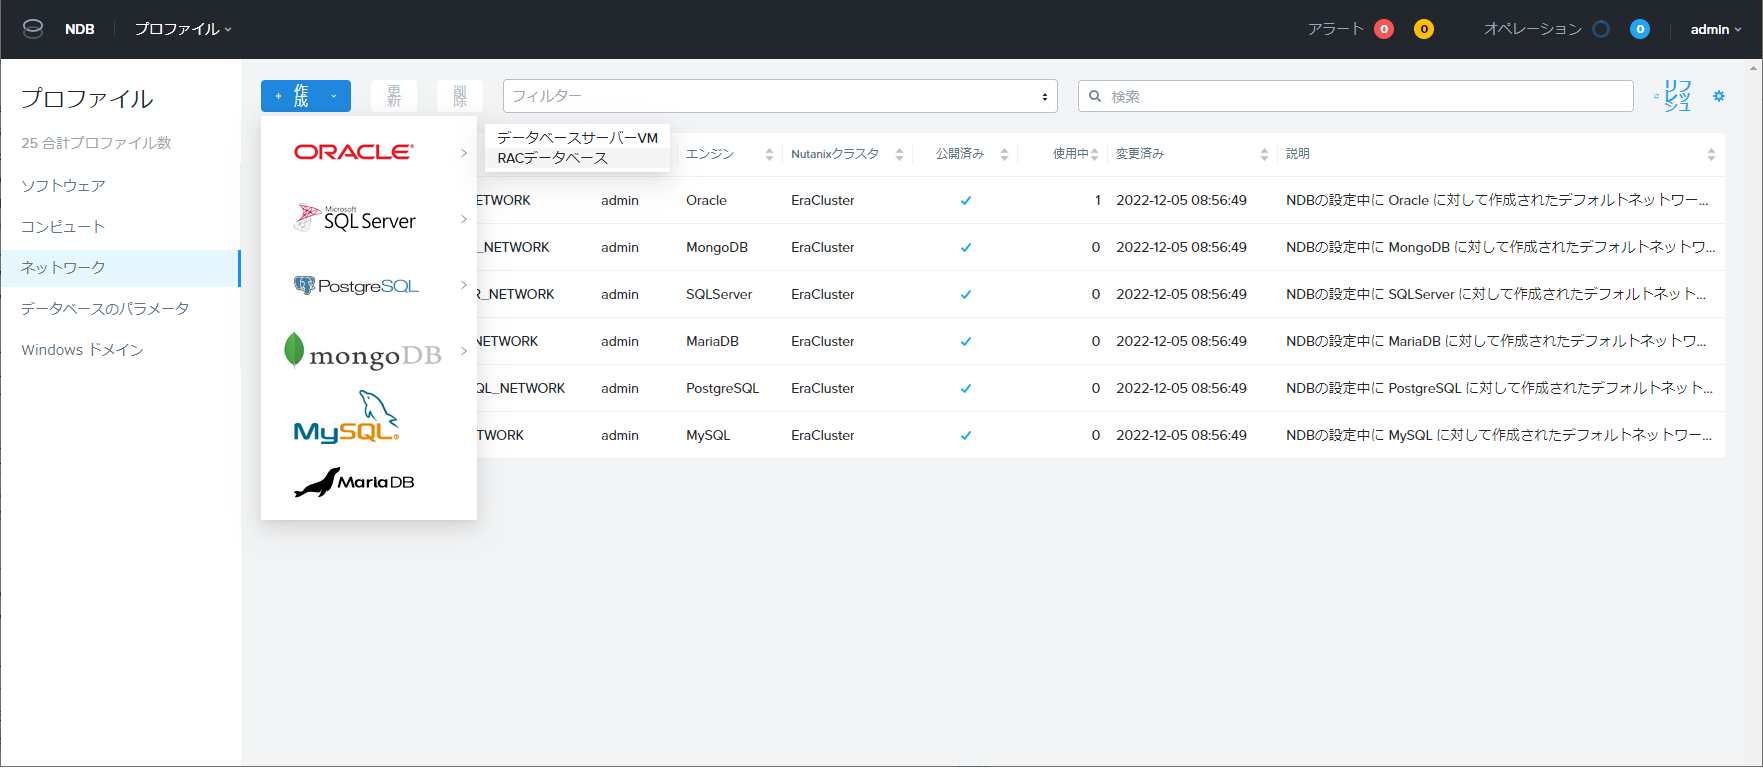 NDB プロファイル アラート 0 0 オペレーション 0 admin
プロファイル
25 合計プロファイル数
ソフトウェア
コンピュート
ネットワーク
データベースのパラメータ
Windows ドメイン
+ 作成 更新 削除 フィルター 検索 リフレッシュ
ORACLE
Microsoft
SQL Server
PostgreSQL
mongoDB
MySQL
MariaDB
データベースサーバーVM
RACデータベース
エンジン Nutanixクラスタ 公開済み 使用中 変更済み 説明
ETWORK admin Oracle EraCluster 1 2022-12-05 08:56:49 NDBの設定中に Oracle に対して作成されたデフォルトネットワー...
_NETWORK admin MongoDB EraCluster 0 2022-12-05 08:56:49 NDBの設定中に MongoDB に対して作成されたデフォルトネットワ...
R_NETWORK admin SQLServer EraCluster 0 2022-12-05 08:56:49 NDBの設定中に SQLServer に対して作成されたデフォルトネット...
NETWORK admin MariaDB EraCluster 0 2022-12-05 08:56:49 NDBの設定中に MariaDB に対して作成されたデフォルトネットワ...
QL_NETWORK admin PostgreSQL EraCluster 0 2022-12-05 08:56:49 NDBの設定中に PostgreSQL に対して作成されたデフォルトネット...
TWORK admin MySQL EraCluster 0 2022-12-05 08:56:49 NDBの設定中に MySQL に対して作成されたデフォルトネットワー...